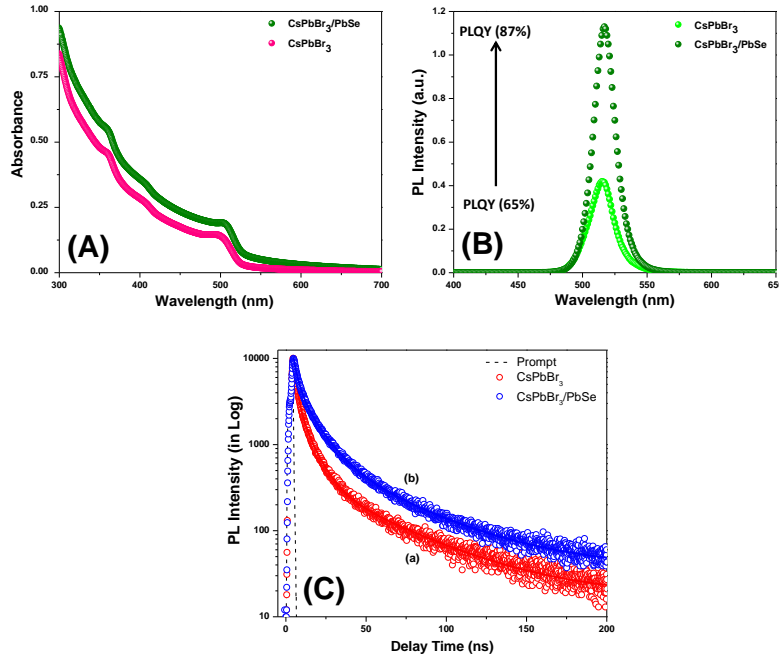 CsPbBr3/PbSe
CsPbBr3
1.00
0.75
0.50
0.25
0.00
Absorbance
(A)
300
400
500
600
700
Wavelength (nm)
PLQY (87%)
PLQY (65%)
CsPbBr3
CsPbBr3/PbSe
1.2
1.0
0.8
0.6
0.4
0.2
0.0
PL Intensity (a.u.)
(B)
400
450
500
550
600
65
Wavelength (nm)
Prompt
CsPbBr3
CsPbBr3/PbSe
10000
1000
100
10
PL Intensity (in Log)
(b)
(a)
(C)
0
50
100
150
200
Delay Time (ns)